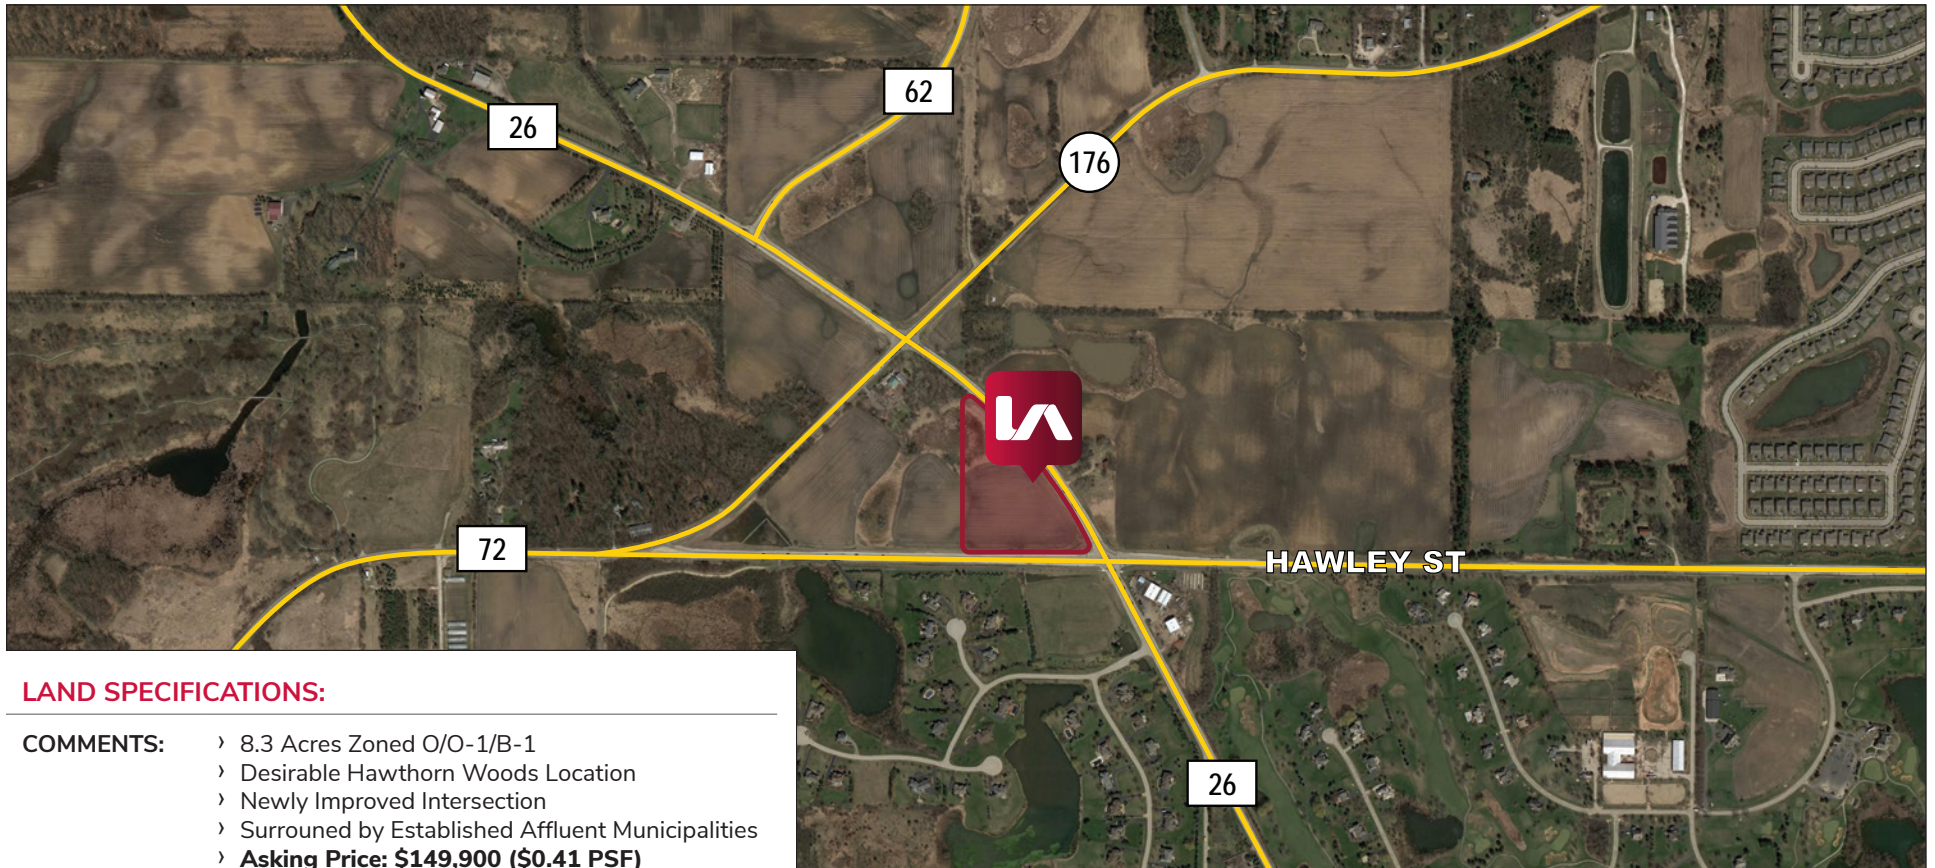 62
26
176
72
HAWLEY ST
26
LAND SPECIFICATIONS:
COMMENTS:
› 8.3 Acres Zoned O/O-1/B-1
› Desirable Hawthorn Woods Location
› Newly Improved Intersection
› Surrouned by Established Affluent Municipalities
› Asking Price: $149,900 ($0.41 PSF)